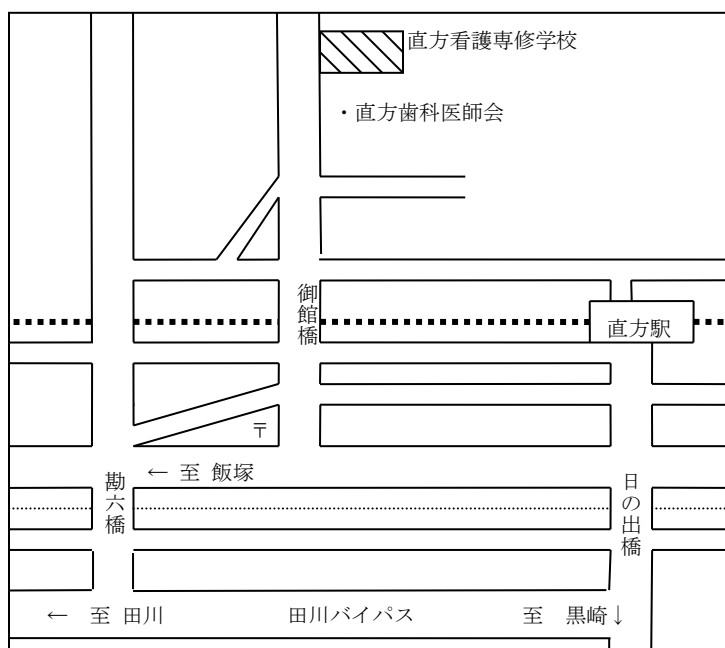 直方看護専修学校
・直方歯科医師会
御館橋
直方駅
〒
← 至 飯塚
勘六橋
日の出橋
← 至 田川
田川バイパス
至 黒崎↓